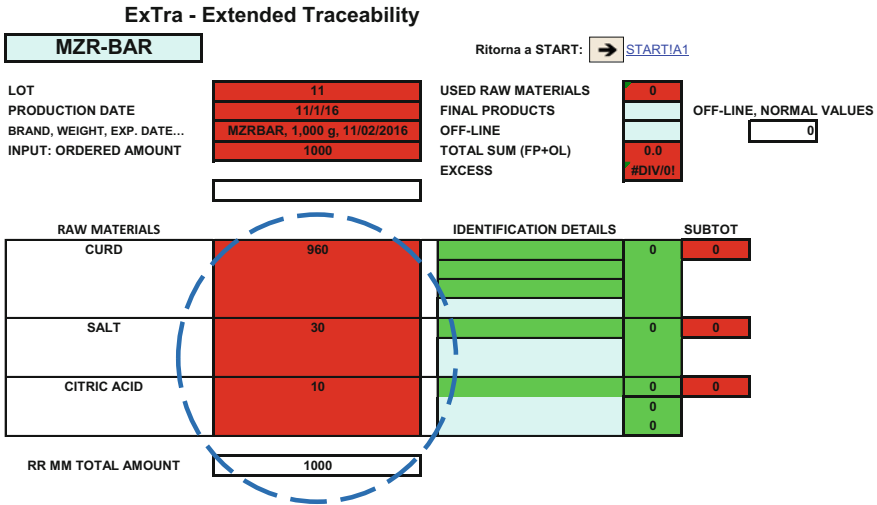 ExTra - Extended Traceability
MZR-BAR
Ritorna a START: START!A1
LOT 11 USED RAW MATERIALS 0
PRODUCTION DATE 11/1/16 FINAL PRODUCTS OFF-LINE, NORMAL VALUES
BRAND, WEIGHT, EXP. DATE... MZRBAR, 1,000 g, 11/02/2016 OFF-LINE 0
INPUT: ORDERED AMOUNT 1000 TOTAL SUM (FP+OL) 0.0
EXCESS #DIV/0!
RAW MATERIALS IDENTIFICATION DETAILS SUBTOT
CURD 960 0 0
SALT 30 0 0
CITRIC ACID 10 0 0
0
0
RR MM TOTAL AMOUNT 1000